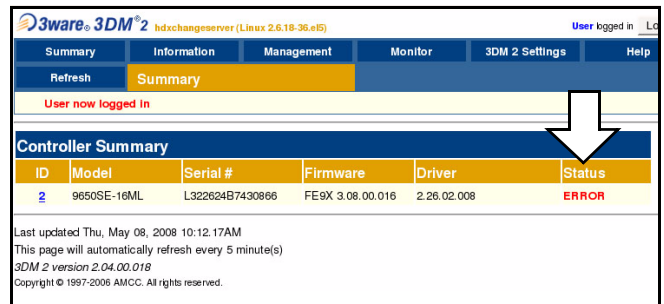 3ware® 3DM®2 hdxchangeserver (Linux 2.6.18-36.el5) User logged in Lo
Summary Information Management Monitor 3DM 2 Settings Help
Refresh Summary
User now logged in
Controller Summary
ID Model Serial # Firmware Driver Status
2 9650SE-16ML L322624B7430866 FE9X 3.08.00.016 2.26.02.008 ERROR
Last updated Thu, May 08, 2008 10:12.17AM
This page will automatically refresh every 5 minute(s)
3DM 2 version 2.04.00.018
Copyright © 1997-2006 AMCC. All rights reserved.